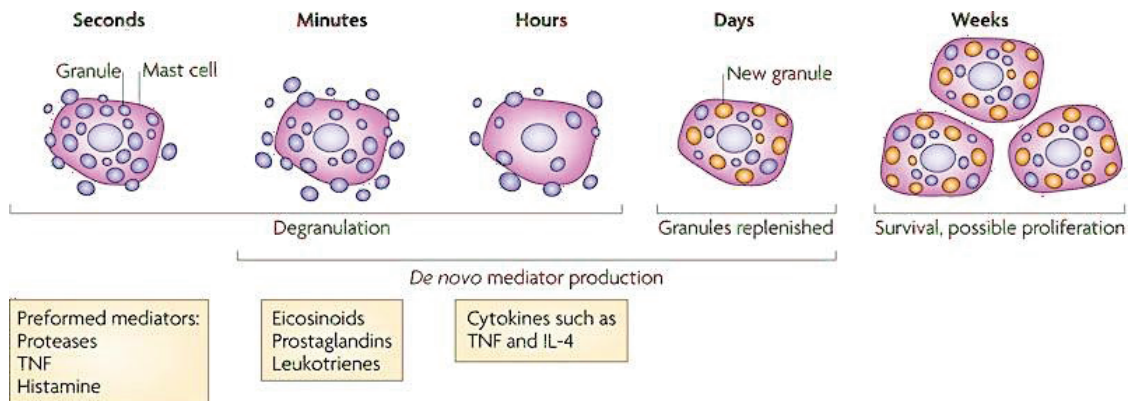 Seconds
Minutes
Hours
Days
Weeks
Granule
Mast cell
New granule
Degranulation
Granules replenished
Survival, possible proliferation
De novo mediator production
Preformed mediators:
Proteases
TNF
Histamine
Eicosinoids
Prostaglandins
Leukotrienes
Cytokines such as
TNF and IL-4